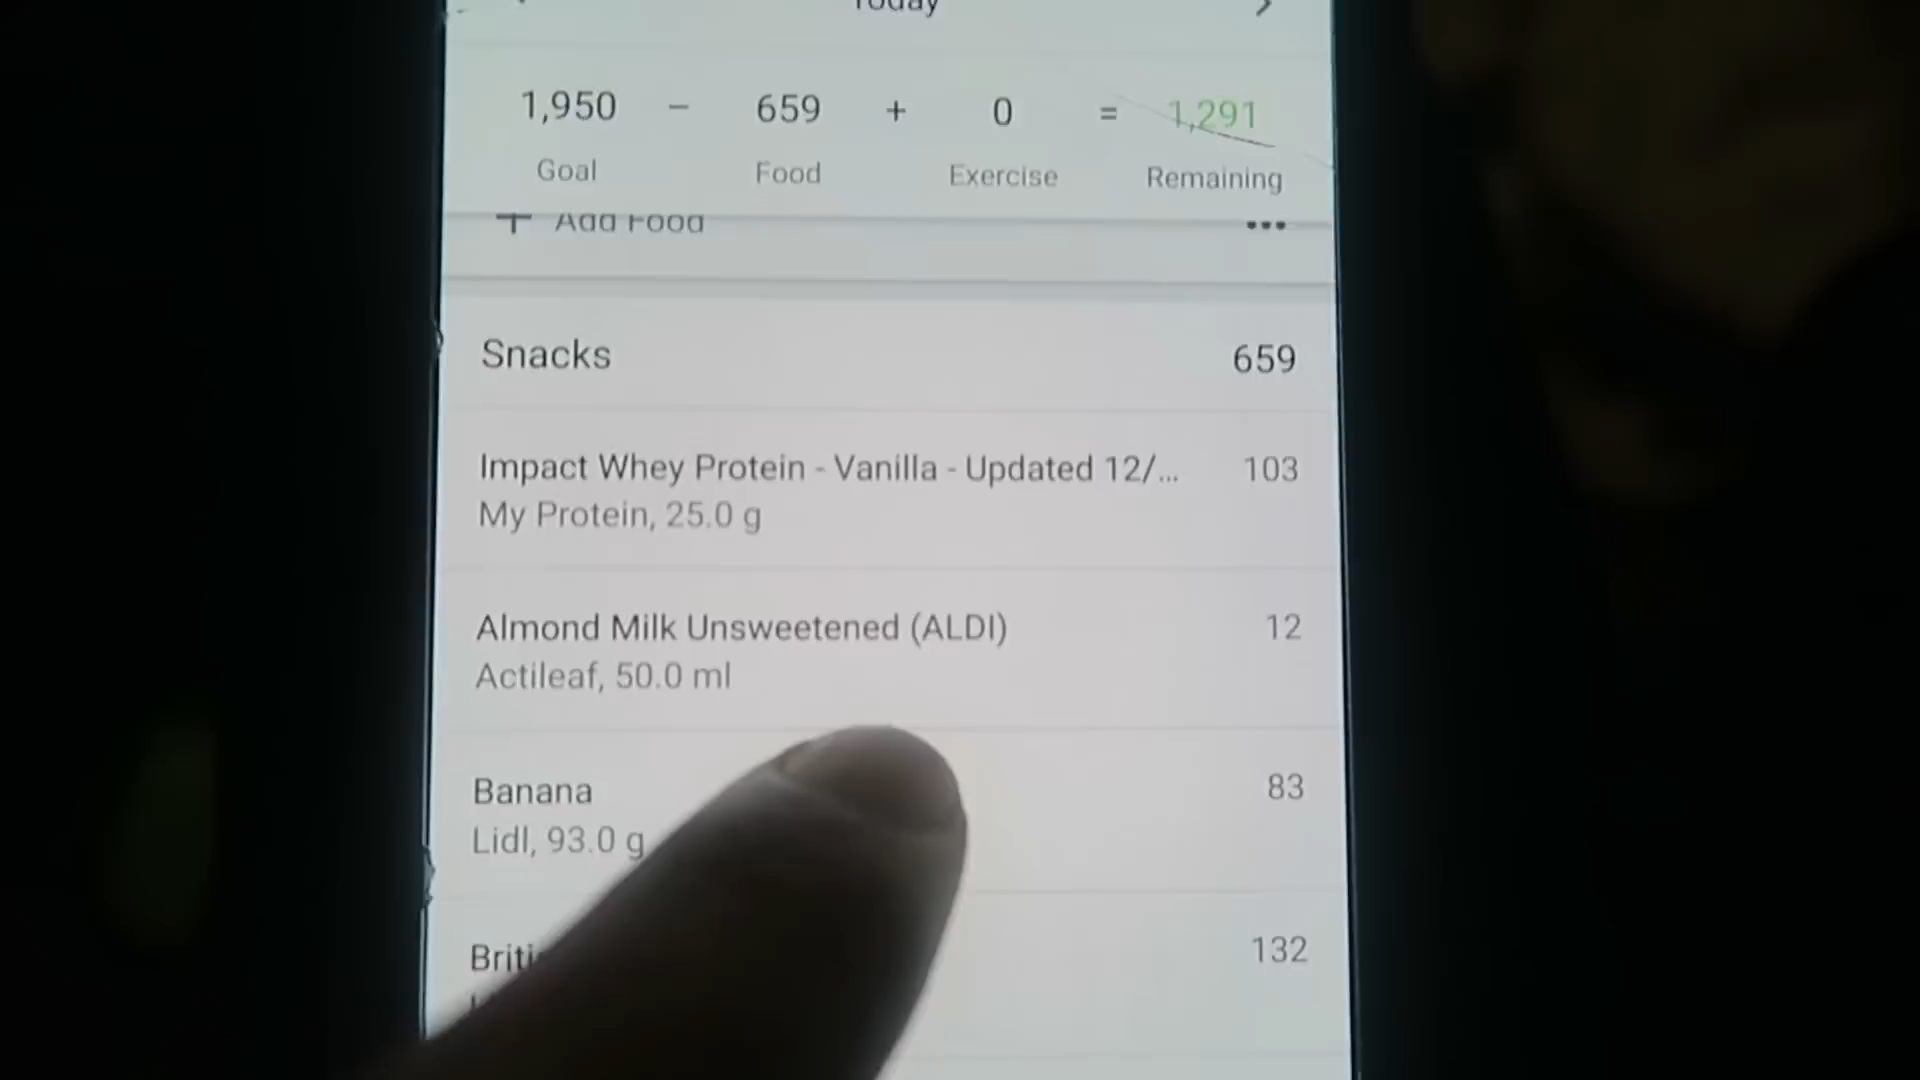 Today
1,950 - 659 + 0 = 1,291
Goal Food Exercise Remaining
+ Add Food ...
Snacks 659
Impact Whey Protein - Vanilla - Updated 12/... 103
My Protein, 25.0 g
Almond Milk Unsweetened (ALDI) 12
Actileaf, 50.0 ml
Banana 83
Lidl, 93.0 g
132